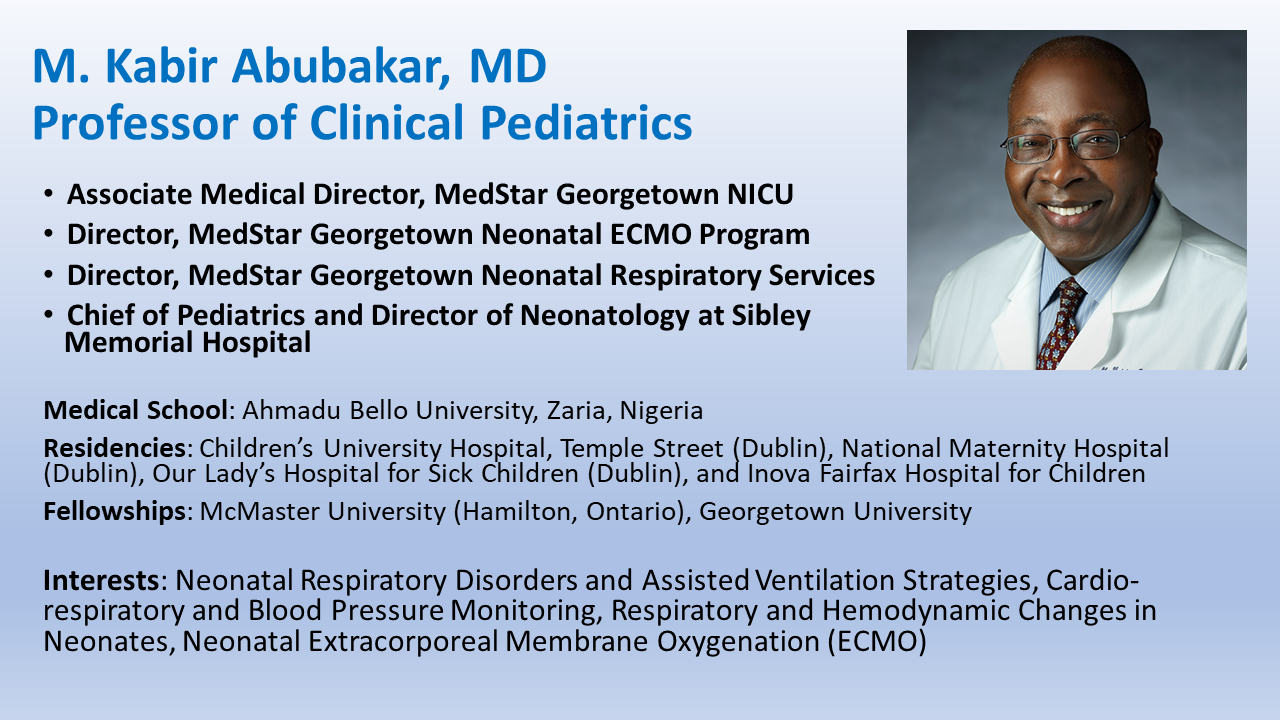 M. Kabir Abubakar, MD
Professor of Clinical Pediatrics
• Associate Medical Director, MedStar Georgetown NICU
• Director, MedStar Georgetown Neonatal ECMO Program
• Director, MedStar Georgetown Neonatal Respiratory Services
• Chief of Pediatrics and Director of Neonatology at Sibley
Memorial Hospital
Medical School: Ahmadu Bello University, Zaria, Nigeria
Residencies: Children’s University Hospital, Temple Street (Dublin), National Maternity Hospital
(Dublin), Our Lady’s Hospital for Sick Children (Dublin), and Inova Fairfax Hospital for Children
Fellowships: McMaster University (Hamilton, Ontario), Georgetown University
Interests: Neonatal Respiratory Disorders and Assisted Ventilation Strategies, Cardio-
respiratory and Blood Pressure Monitoring, Respiratory and Hemodynamic Changes in
Neonates, Neonatal Extracorporeal Membrane Oxygenation (ECMO)